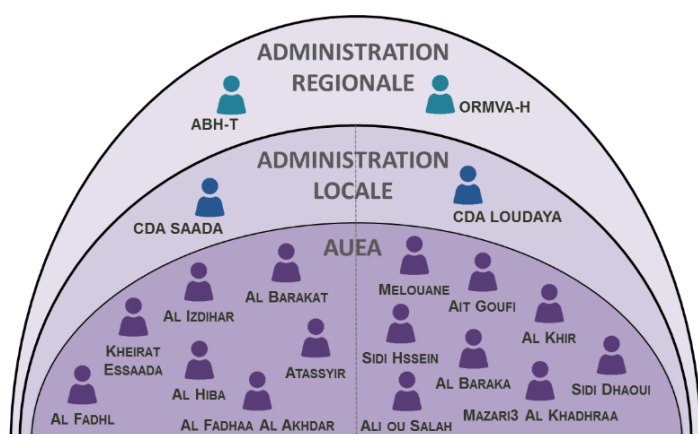 ADMINISTRATION
REGIONALE
ABH-T
ORMVA-H
ADMINISTRATION
LOCALE
CDA SAADA
CDA LOUDAYA
AUEA
AL BARAKAT
MELOUANE
AIT GOUFI
AL IZDIHAR
AL KHIR
KHEIRAT
ESSAADA
ATASSYIR
SIDI HSSEIN
AL HIBA
AL BARAKA
SIDI DHAOUI
AL FADHL
AL FADHAA AL AKHDAR
ALI OU SALAH
MAZARI3 AL KHADHRAA